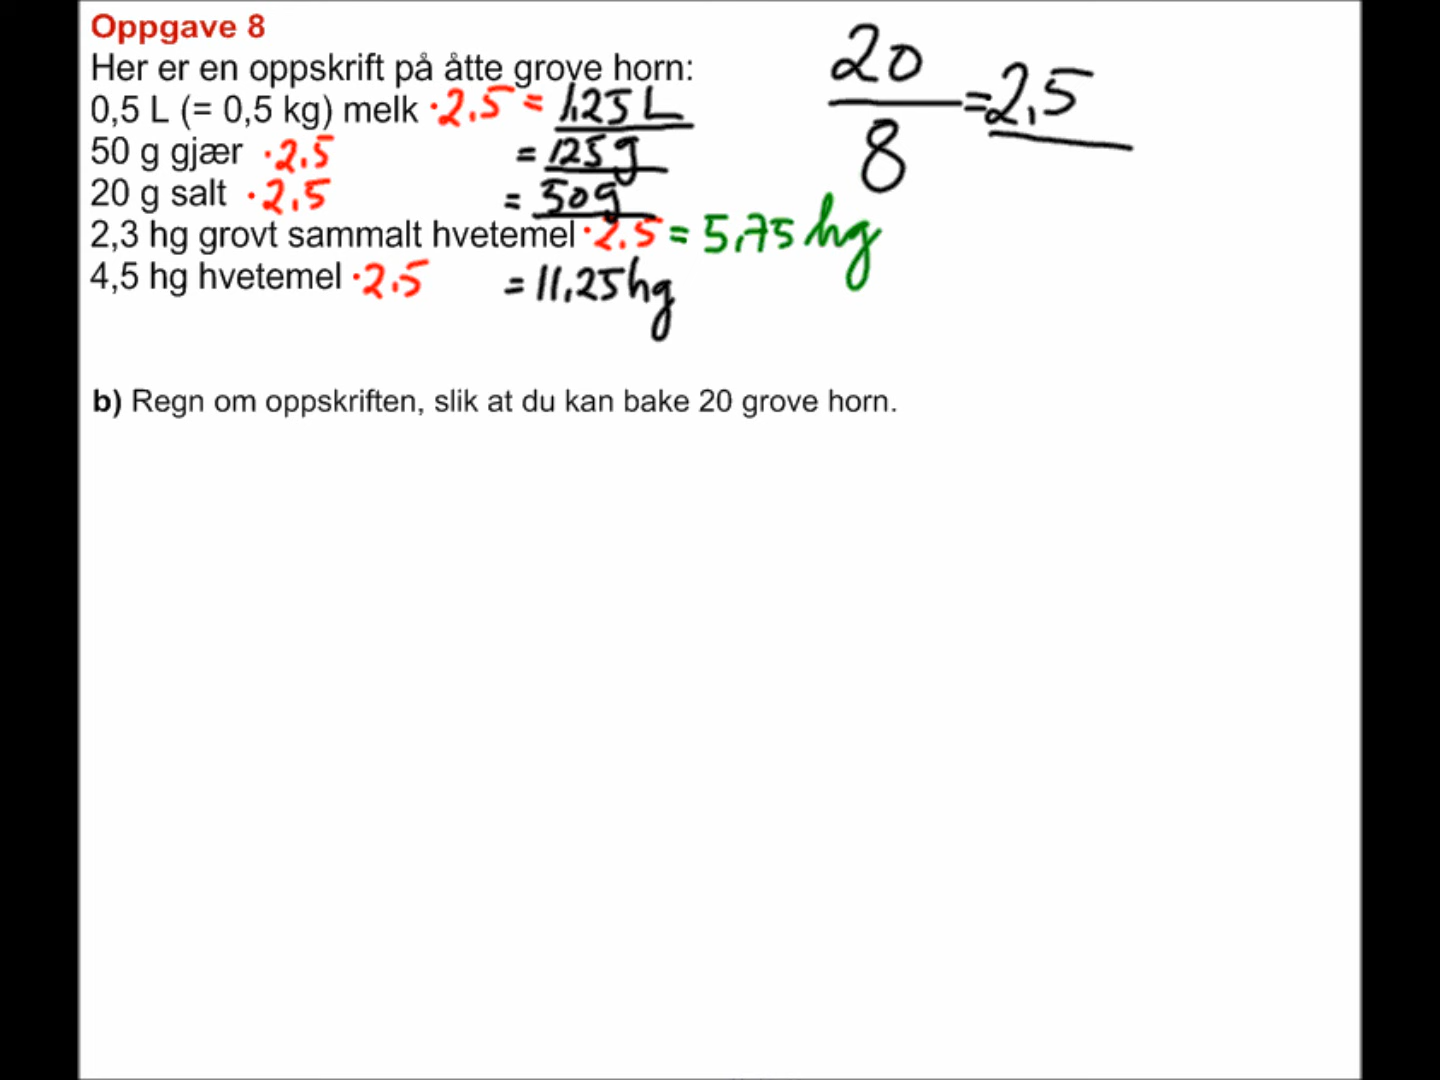 Oppgave 8
Her er en oppskrift på åtte grove horn:
0,5 L (= 0,5 kg) melk ·2.5 = 1,25 L
50 g gjær ·2.5 = 125g
20 g salt ·2.5 = 50g
2,3 hg grovt sammalt hvetemel ·2.5 = 5,75 hg
4,5 hg hvetemel ·2.5 = 11,25 hg
20
8
=2,5
b) Regn om oppskriften, slik at du kan bake 20 grove horn.